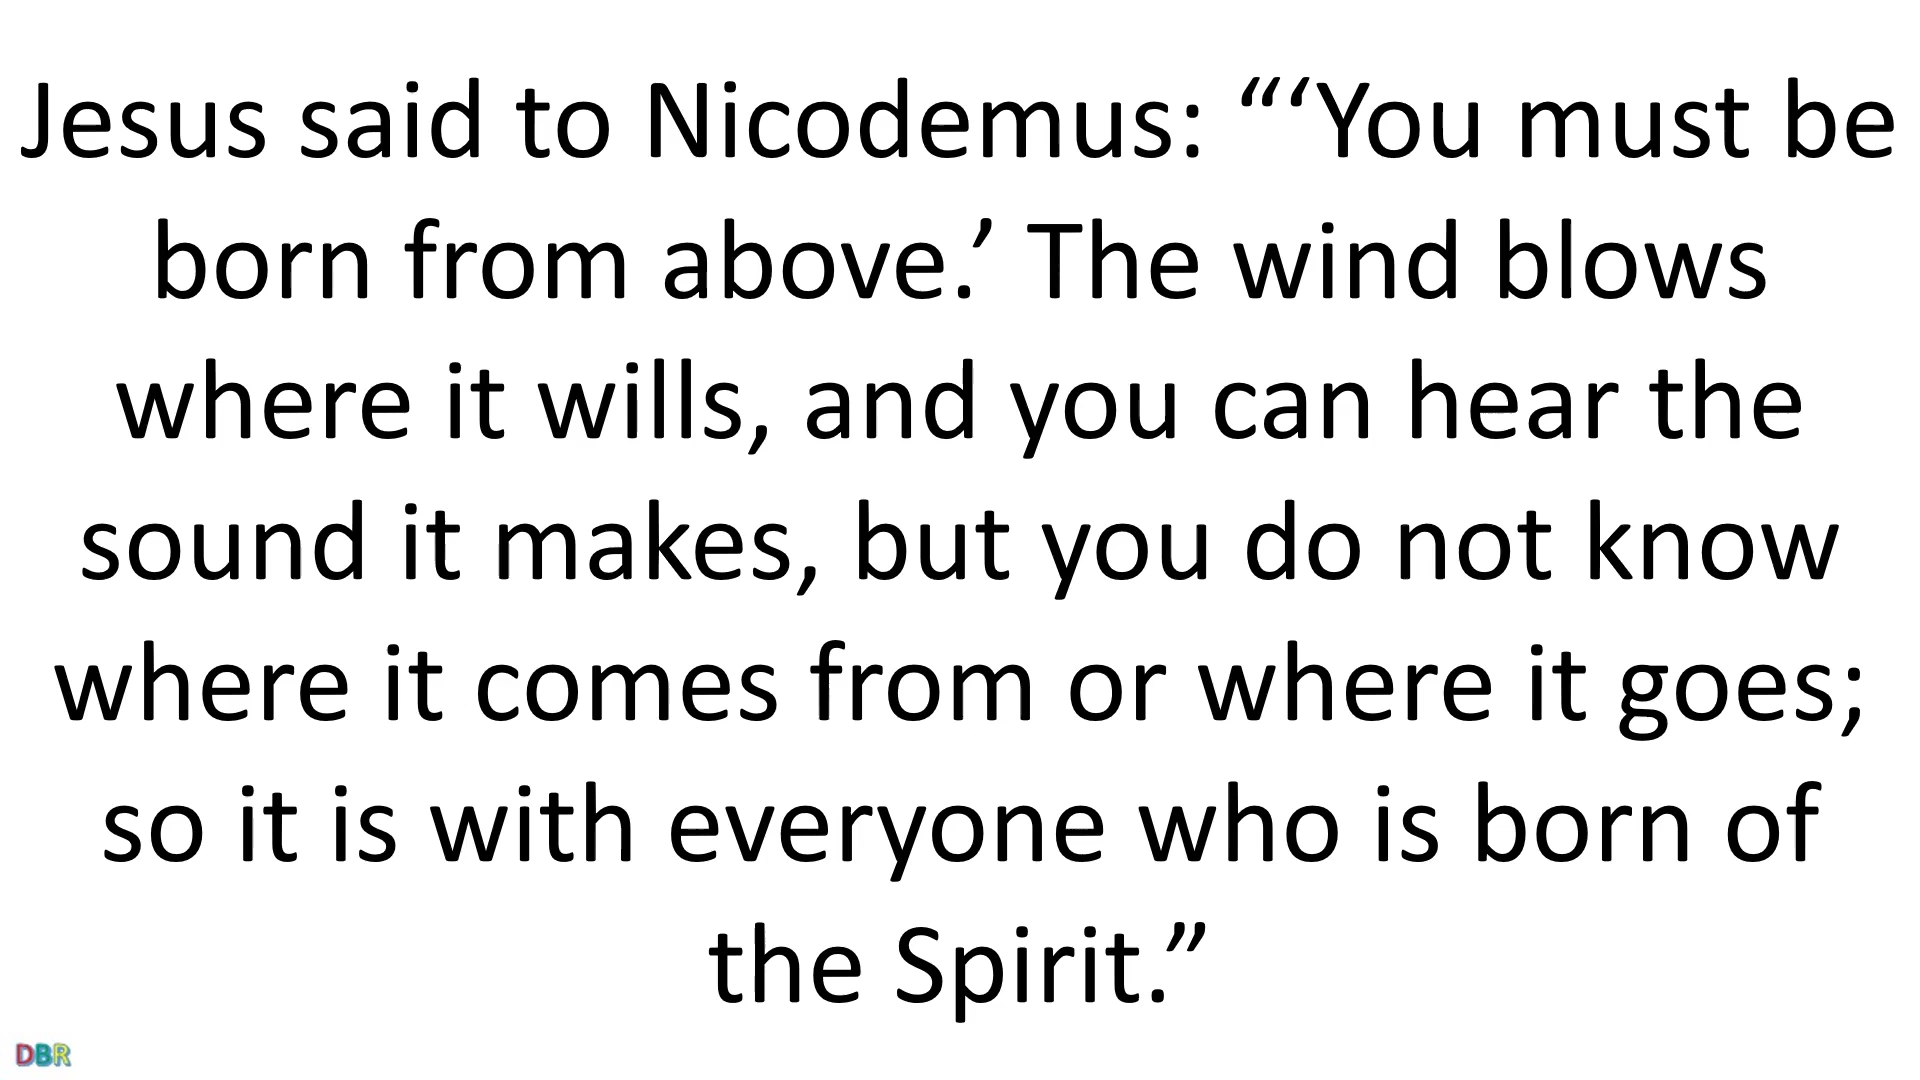 Jesus said to Nicodemus: “‘You must be
born from above.’ The wind blows
where it wills, and you can hear the
sound it makes, but you do not know
where it comes from or where it goes;
so it is with everyone who is born of
the Spirit.”
DBR